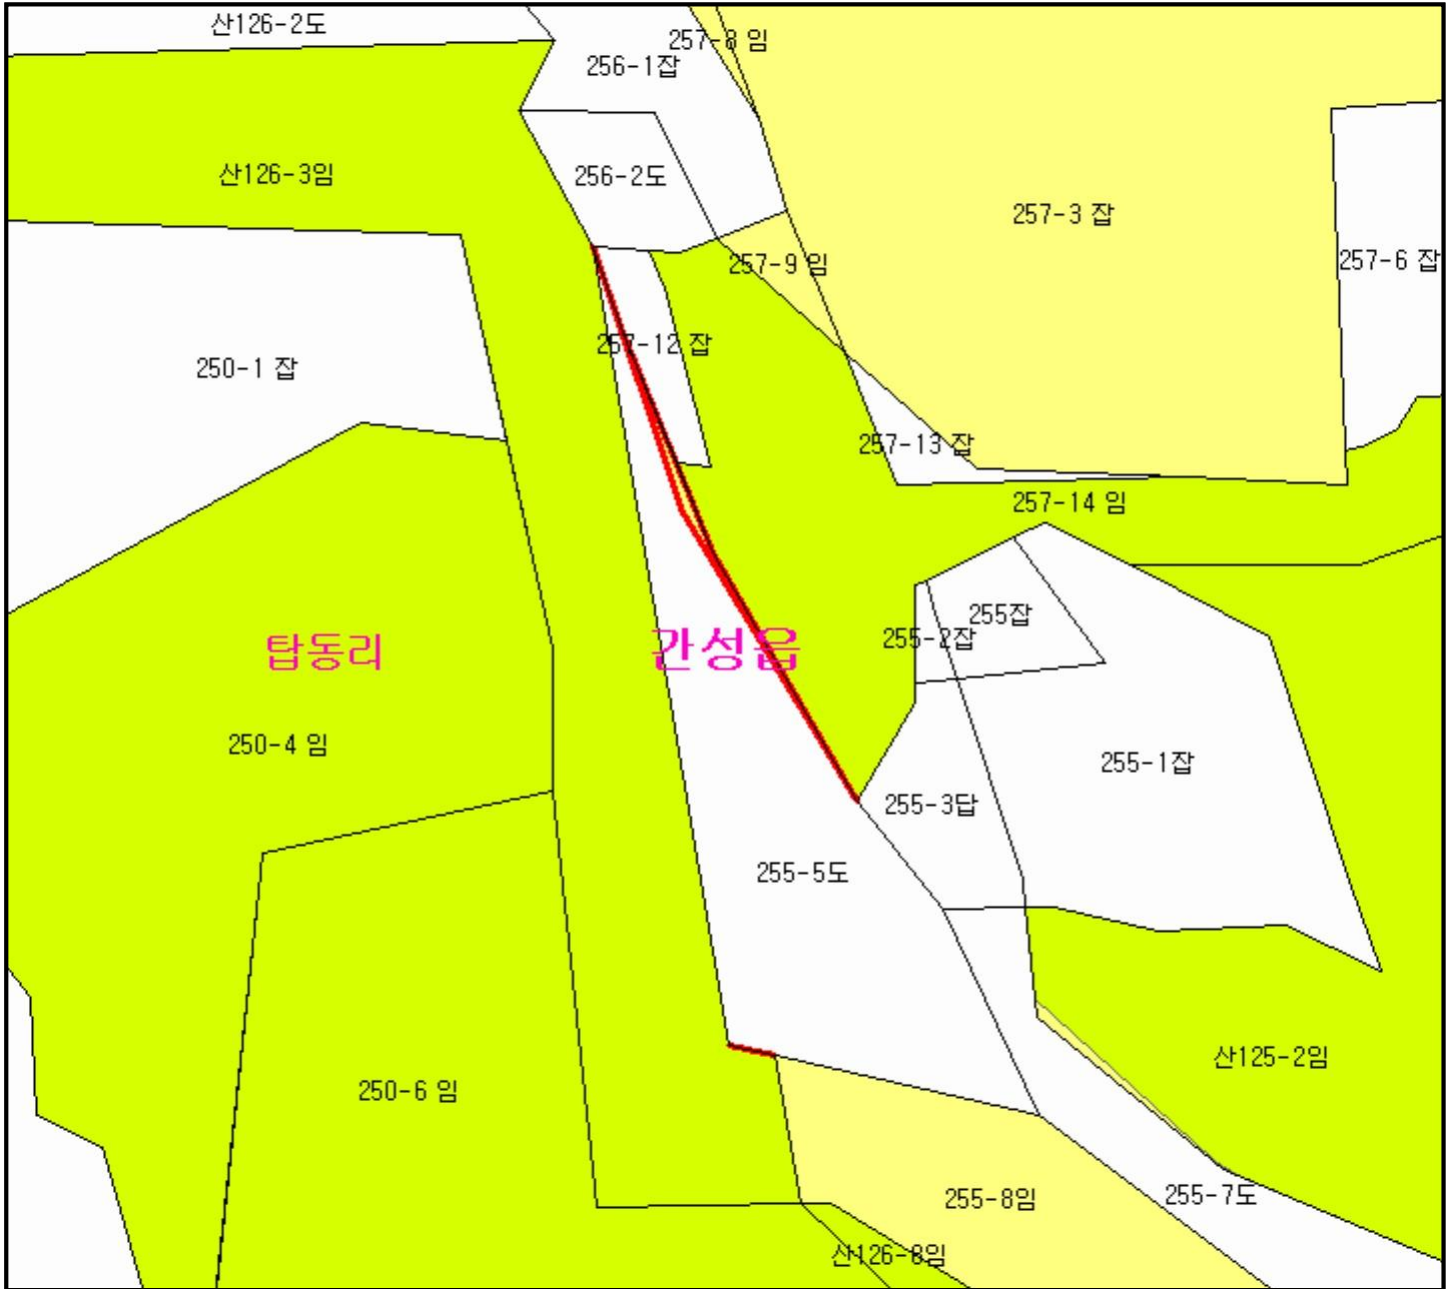 산126-2도
257-8 임
256-1잡
산126-3임
256-2도
257-3 잡
257-9 임
257-6 잡
257-12 잡
250-1 잡
257-13 잡
257-14 임
255잡
255-2잡
탑동리
간성읍
250-4 임
255-1잡
255-3답
255-5도
산125-2임
250-6 임
255-8임
255-7도
산126-8임